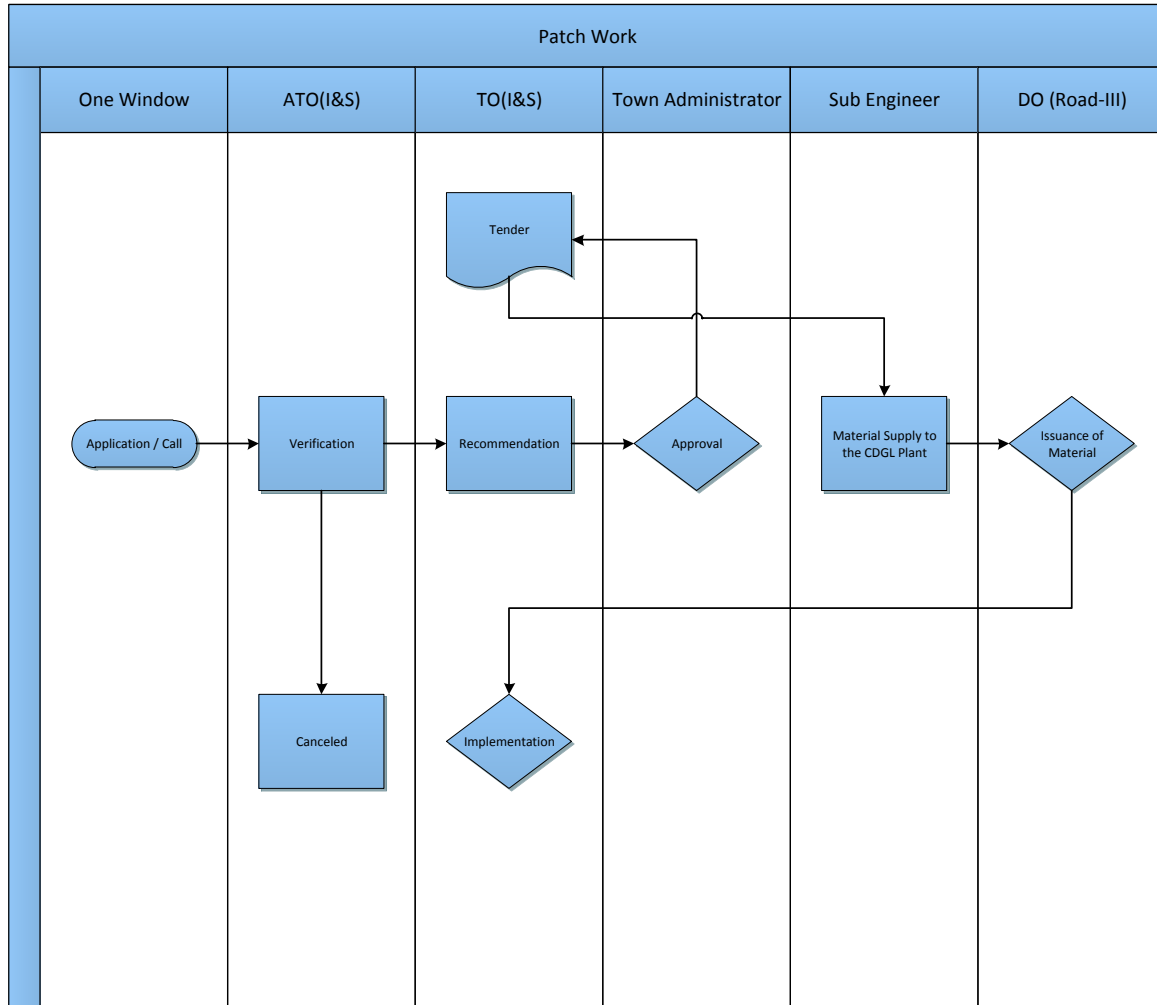 Patch Work
One Window
ATO(I&S)
TO(I&S)
Town Administrator
Sub Engineer
DO (Road-III)
Tender
Application / Call
Verification
Recommendation
Approval
Material Supply to
the CDGL Plant
Issuance of
Material
Canceled
Implementation